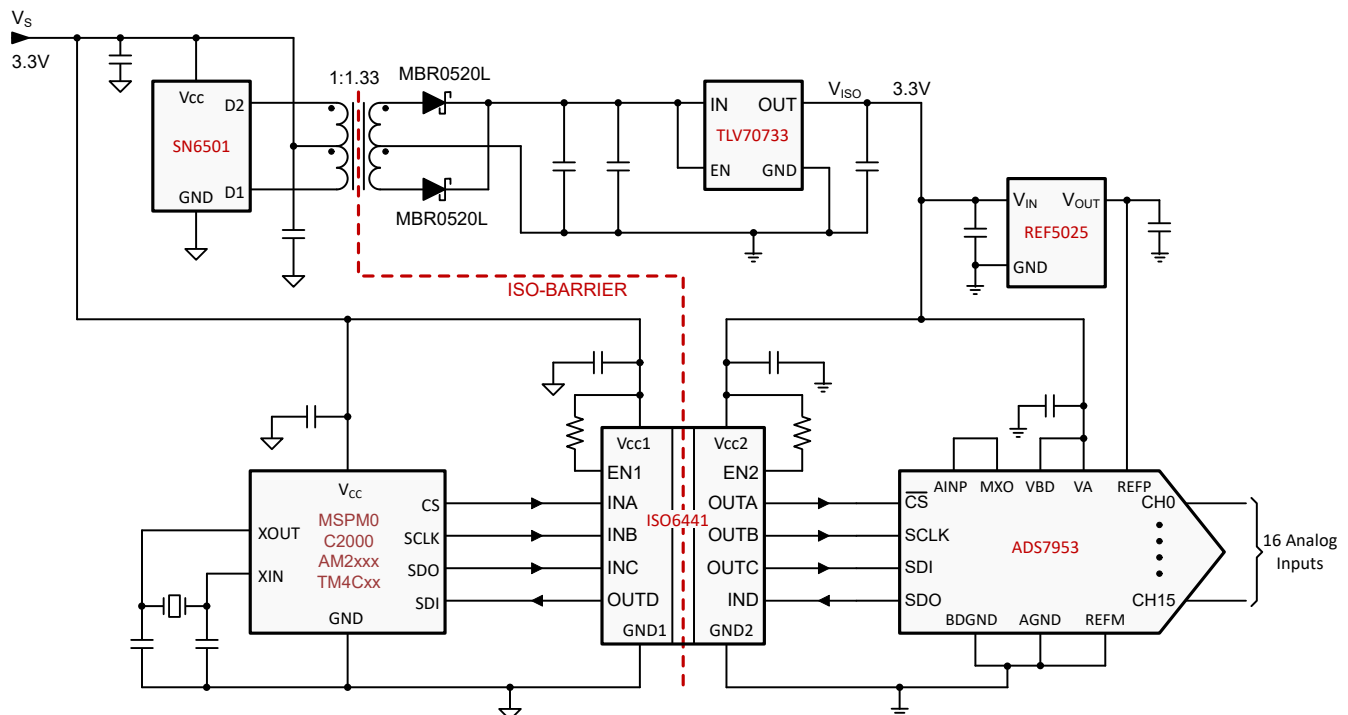 VS
3.3V
1:1.33
MBR0520L
MBR0520L
Vcc
D2
SN6501
GND
D1
IN
OUT
TLV70733
EN
GND
VISO
3.3V
VIN
VOUT
REF5025
GND
ISO-BARRIER
VCC
MSPM0
C2000
AM2xxx
TM4Cxx
XOUT
XIN
GND
CS
SCLK
SDO
SDI
Vcc1
EN1
INA
INB
INC
OUTD
GND1
ISO6441
Vcc2
EN2
OUTA
OUTB
OUTC
IND
GND2
AINP
MXO
VBD
VA
REFP
CS
SCLK
SDI
SDO
ADS7953
CH0
CH15
BDGND
AGND
REFM
16 Analog
Inputs